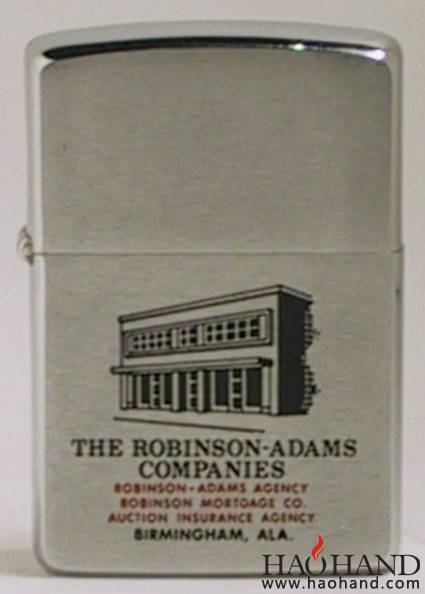 THE ROBINSON-ADAMS
COMPANIES
ROBINSON-ADAMS AGENCY
ROBINSON MORTGAGE CO.
AUCTION INSURANCE AGENCY
BIRMINGHAM, ALA.
HAOHAND
www.haohand.com